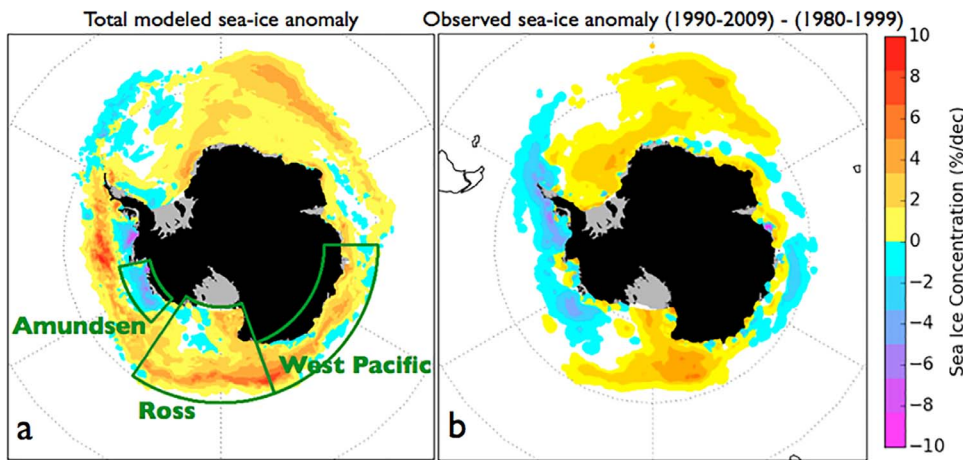 Total modeled sea-ice anomaly
Observed sea-ice anomaly (1990-2009) - (1980-1999)
Amundsen
West Pacific
Ross
a
b
10
8
6
4
2
0
−2
−4
−6
−8
−10
Sea Ice Concentration (%/dec)